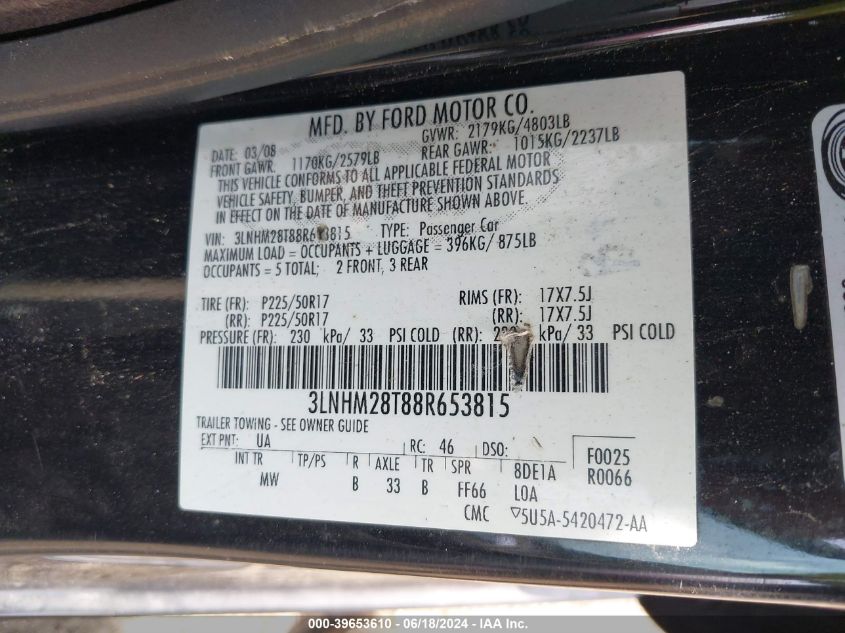 MFD. BY FORD MOTOR CO.
DATE: 03/08 GVWR: 2179KG/4803LB
FRONT GAWR: 1170KG/2579LB REAR GAWR: 1015KG/2237LB
THIS VEHICLE CONFORMS TO ALL APPLICABLE FEDERAL MOTOR
VEHICLE SAFETY, BUMPER, AND THEFT PREVENTION STANDARDS
IN EFFECT ON THE DATE OF MANUFACTURE SHOWN ABOVE.
VIN: 3LNHM28T88R653815 TYPE: Passenger Car
MAXIMUM LOAD = OCCUPANTS + LUGGAGE = 396KG/ 875LB
OCCUPANTS = 5 TOTAL; 2 FRONT, 3 REAR
TIRE (FR): P225/50R17 RIMS (FR): 17X7.5J
(RR): P225/50R17 (RR): 17X7.5J
PRESSURE (FR): 230 kPa/ 33 PSI COLD (RR): kPa/ 33 PSI COLD
3LNHM28T88R653815
TRAILER TOWING - SEE OWNER GUIDE
EXT PNT: UA RC: 46 DSO: F0025
INT TR TP/PS R AXLE TR SPR 8DE1A R0066
MW B 33 B FF66 LOA
CMC ▽5U5A-5420472-AA
000-39653610 - 06/18/2024 - IAA Inc.